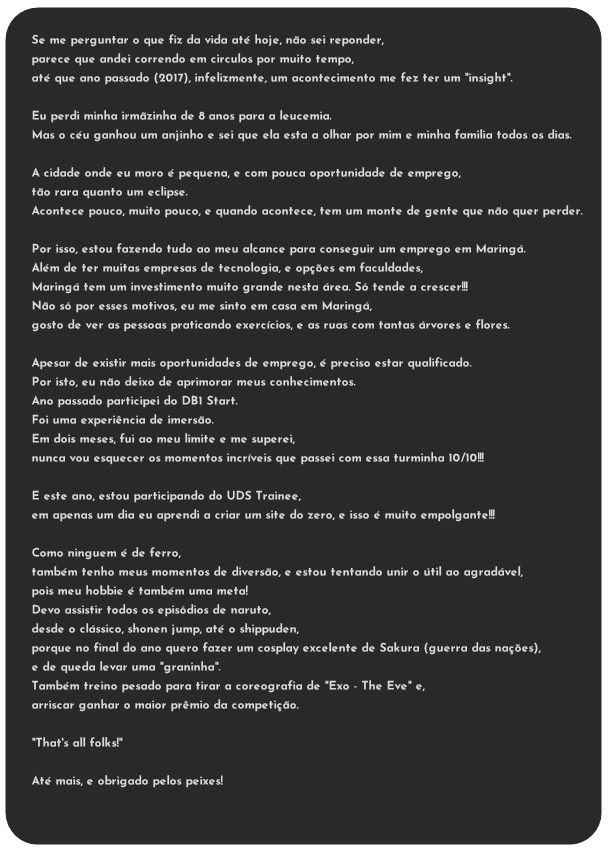 Se me perguntar o que fiz da vida até hoje, não sei reponder,
parece que andei correndo em circulos por muito tempo,
até que ano passado (2017), infelizmente, um acontecimento me fez ter um "insight".
Eu perdi minha irmãzinha de 8 anos para a leucemia.
Mas o céu ganhou um anjinho e sei que ela esta a olhar por mim e minha familia todos os dias.
A cidade onde eu moro é pequena, e com pouca oportunidade de emprego,
tão rara quanto um eclipse.
Acontece pouco, muito pouco, e quando acontece, tem um monte de gente que não quer perder.
Por isso, estou fazendo tudo ao meu alcance para conseguir um emprego em Maringá.
Além de ter muitas empresas de tecnologia, e opções em faculdades,
Maringá tem um investimento muito grande nesta área. Só tende a crescer!!!
Não só por esses motivos, eu me sinto em casa em Maringá,
gosto de ver as pessoas praticando exercícios, e as ruas com tantas árvores e flores.
Apesar de existir mais oportunidades de emprego, é preciso estar qualificado.
Por isto, eu não deixo de aprimorar meus conhecimentos.
Ano passado participei do DB1 Start.
Foi uma experiência de imersão.
Em dois meses, fui ao meu limite e me superei,
nunca vou esquecer os momentos incríveis que passei com essa turminha 10/10!!!
E este ano, estou participando do UDS Trainee,
em apenas um dia eu aprendi a criar um site do zero, e isso é muito empolgante!!!
Como ninguem é de ferro,
também tenho meus momentos de diversão, e estou tentando unir o útil ao agradável,
pois meu hobbie é também uma meta!
Devo assistir todos os episódios de naruto,
desde o clássico, shonen jump, até o shippuden,
porque no final do ano quero fazer um cosplay excelente de Sakura (guerra das nações),
e de queda levar uma "graninha".
Também treino pesado para tirar a coreografia de "Exo - The Eve" e,
arriscar ganhar o maior prêmio da competição.
"That's all folks!"
Até mais, e obrigado pelos peixes!